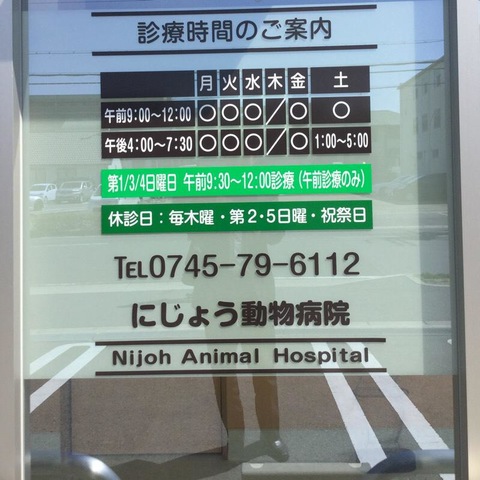 診療時間のご案内
月 火 水 木 金 土
午前9:00〜12:00 ○ ○ ○ ／ ○ ○
午後4:00〜7:30 ○ ○ ○ ／ ○ 1:00〜5:00
第1/3/4日曜日 午前9:30〜12:00診療(午前診療のみ)
休診日：毎木曜・第2・5日曜・祝祭日
TEL0745-79-6112
にじょう動物病院
Nijoh Animal Hospital